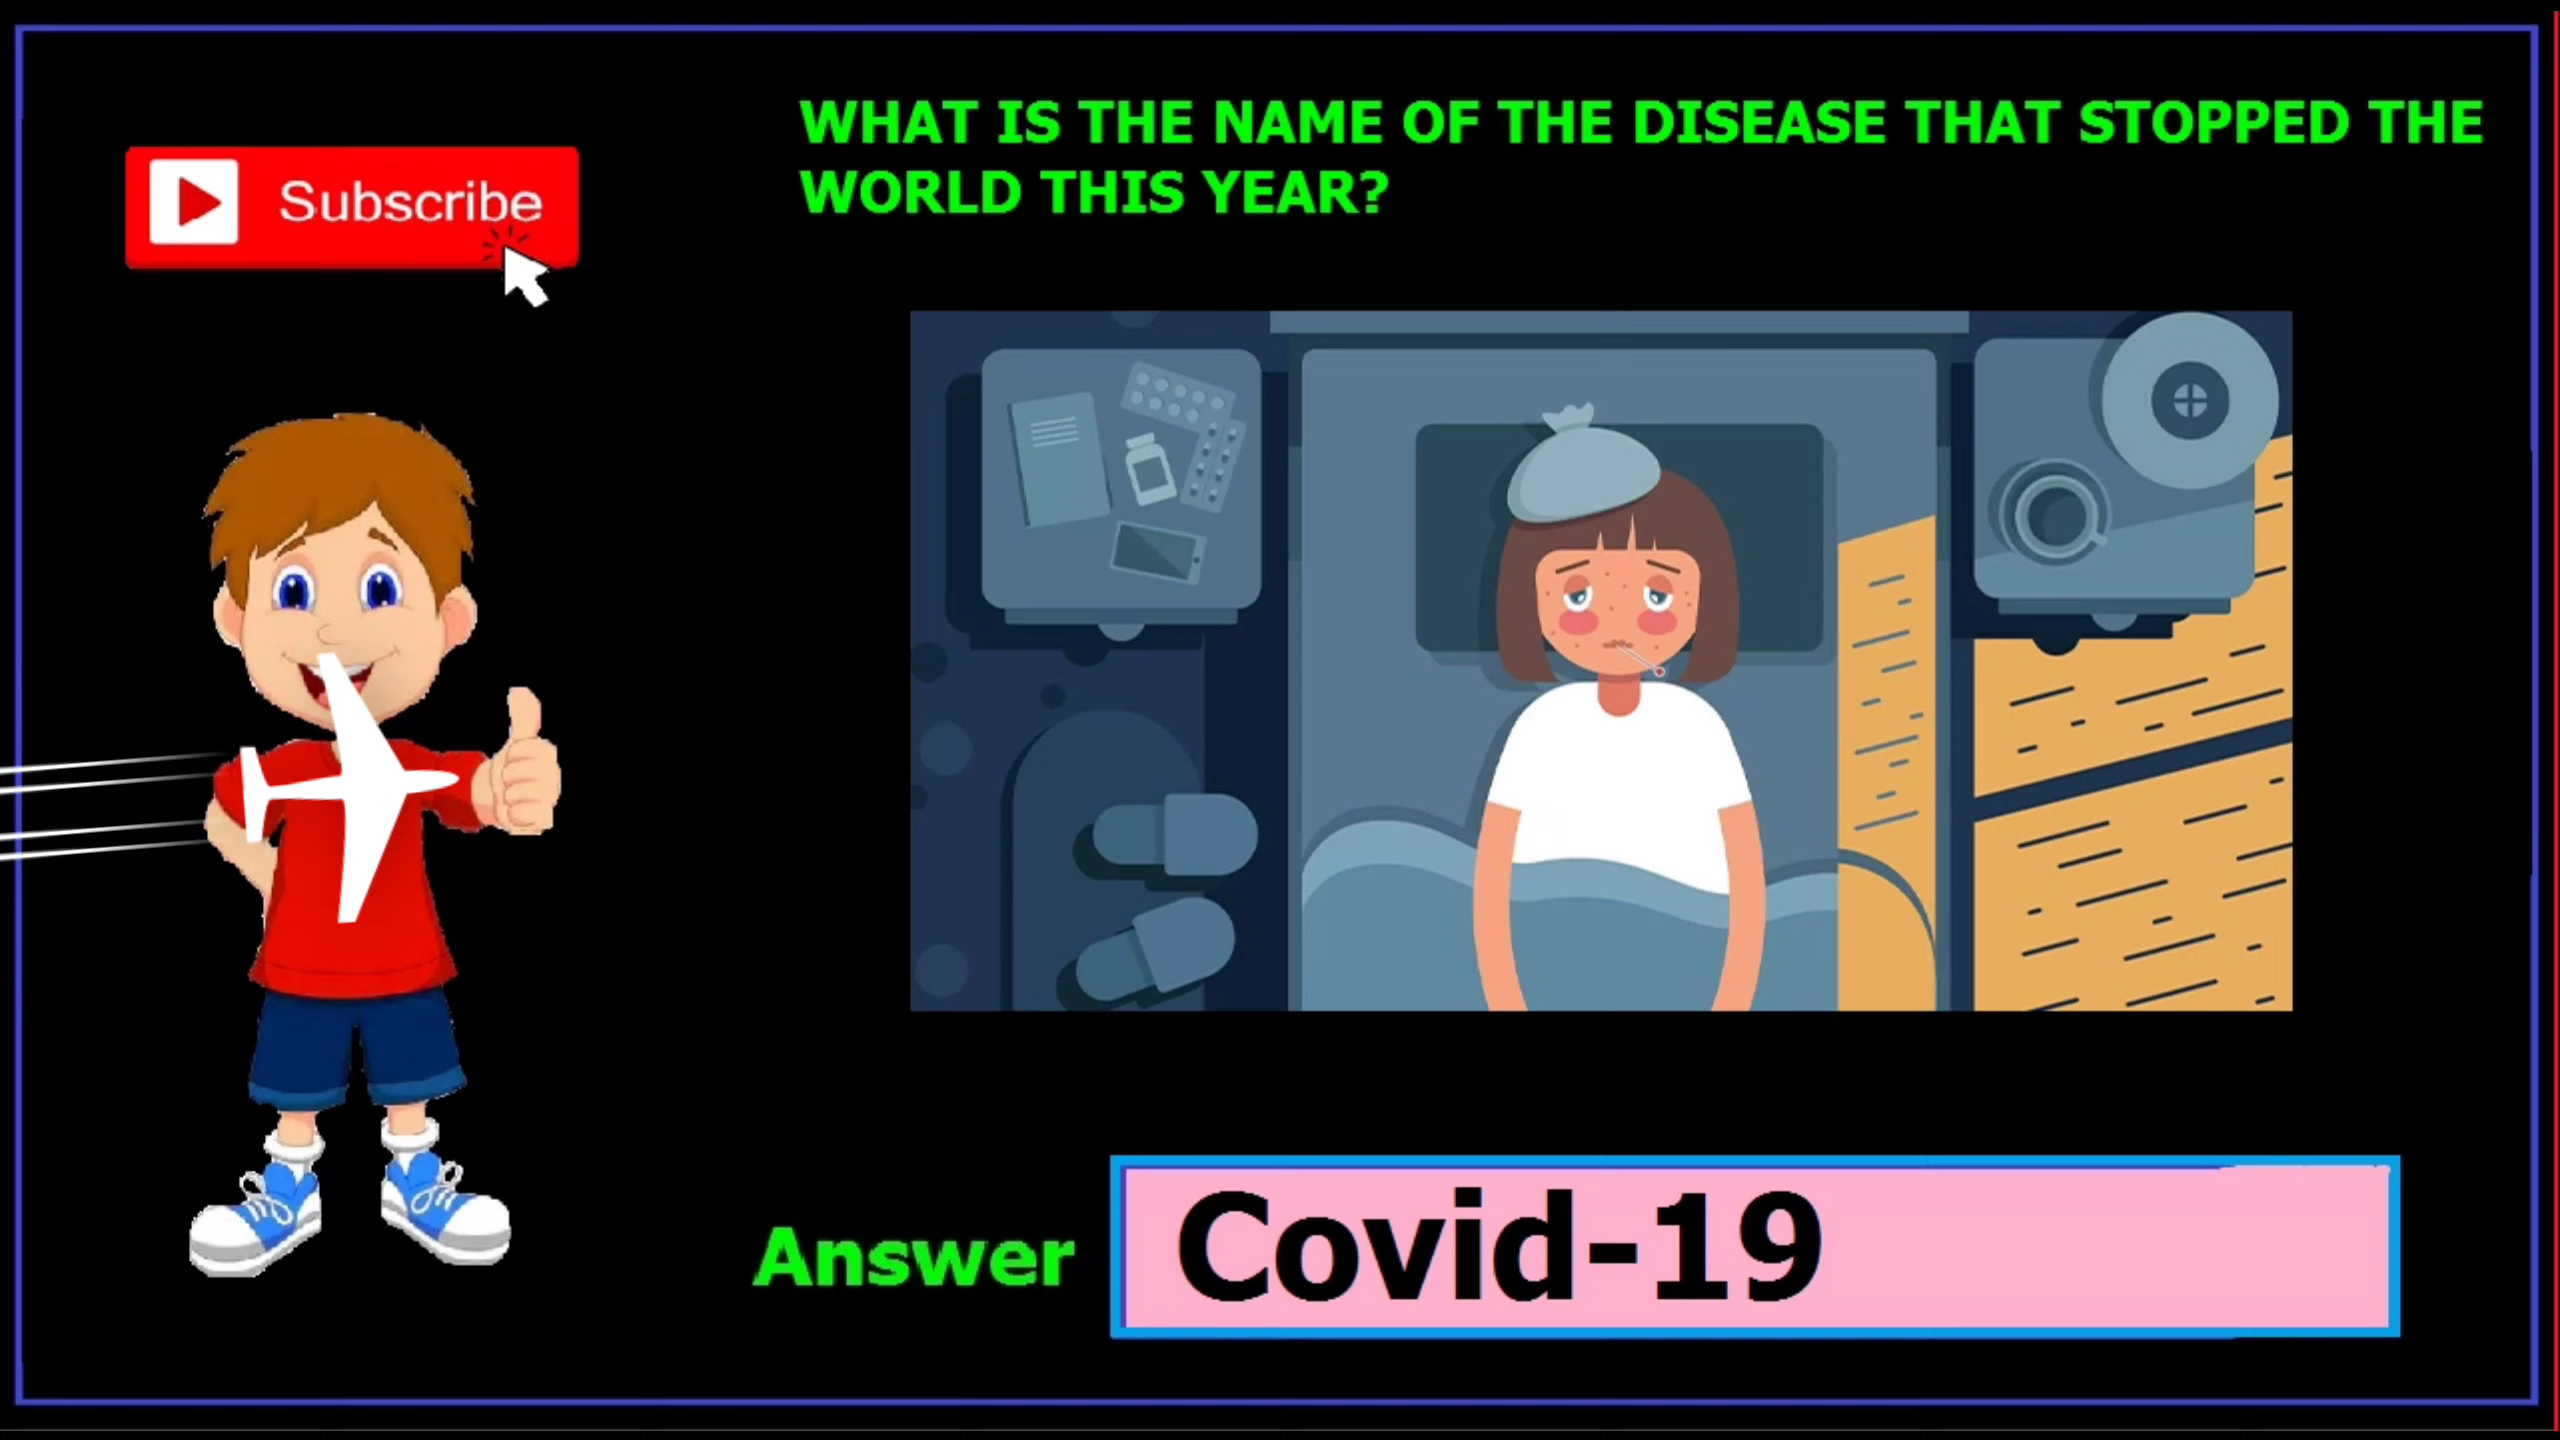 Subscribe
WHAT IS THE NAME OF THE DISEASE THAT STOPPED THE
WORLD THIS YEAR?
Answer
Covid-19